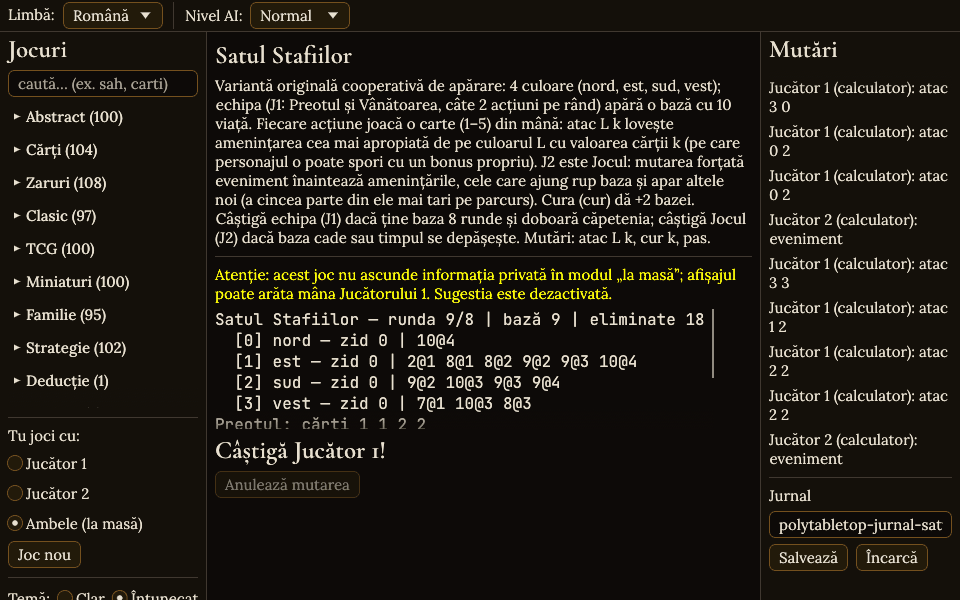 Limbă: Română ▼ Nivel AI: Normal ▼
Jocuri
caută... (ex. sah, carti)
▸ Abstract (100)
▸ Cărți (104)
▸ Zaruri (108)
▸ Clasic (97)
▸ TCG (100)
▸ Miniaturi (100)
▸ Familie (95)
▸ Strategie (102)
▸ Deducție (1)
Tu joci cu:
Jucător 1
Jucător 2
Ambele (la masă)
Joc nou
Temă: Clar Întunecat
Satul Stafiilor
Variantă originală cooperativă de apărare: 4 culoare (nord, est, sud, vest);
echipa (J1: Preotul și Vânătoarea, câte 2 acțiuni pe rând) apără o bază cu 10
viață. Fiecare acțiune joacă o carte (1–5) din mână: atac L k lovește
amenințarea cea mai apropiată de pe culoarul L cu valoarea cărții k (pe care
personajul o poate spori cu un bonus propriu). J2 este Jocul: mutarea forțată
eveniment înaintează amenințările, cele care ajung rup baza și apar altele
noi (a cincea parte din ele mai tari pe parcurs). Cura (cur) dă +2 bazei.
Câștigă echipa (J1) dacă ține baza 8 runde și doboară căpetenia; câștigă Jocul
(J2) dacă baza cade sau timpul se depășește. Mutări: atac L k, cur k, pas.
Atenție: acest joc nu ascunde informația privată în modul „la masă”; afișajul
poate arăta mâna Jucătorului 1. Sugestia este dezactivată.
Satul Stafiilor — runda 9/8 | bază 9 | eliminate 18
[0] nord — zid 0 | 10@4
[1] est — zid 0 | 2@1 8@1 8@2 9@2 9@3 10@4
[2] sud — zid 0 | 9@2 10@3 9@3 9@4
[3] vest — zid 0 | 7@1 10@3 8@3
Preotul: cărți 1 1 2 2
Câștigă Jucător 1!
Anulează mutarea
Mutări
Jucător 1 (calculator): atac
3 0
Jucător 1 (calculator): atac
0 2
Jucător 1 (calculator): atac
0 2
Jucător 2 (calculator):
eveniment
Jucător 1 (calculator): atac
3 3
Jucător 1 (calculator): atac
1 2
Jucător 1 (calculator): atac
2 2
Jucător 1 (calculator): atac
2 2
Jucător 2 (calculator):
eveniment
Jurnal
polytabletop-jurnal-sat
Salvează Încarcă